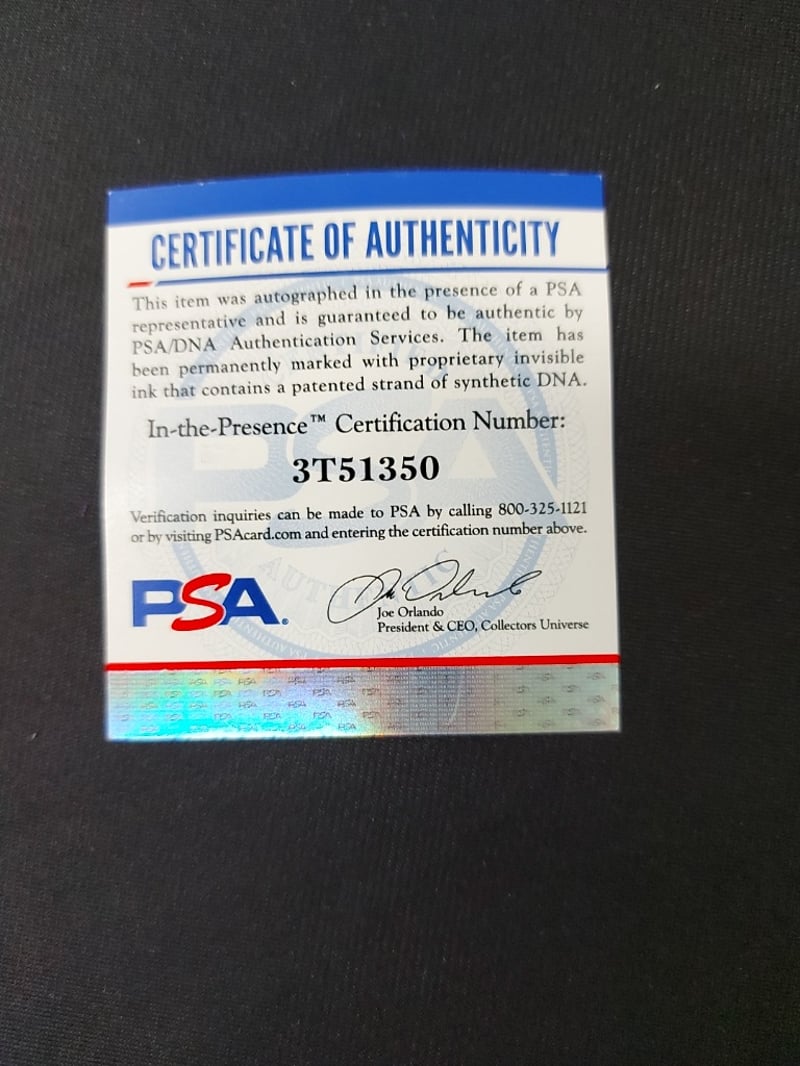 CERTIFICATE OF AUTHENTICITY
This item was autographed in the presence of a PSA
representative and is guaranteed to be authentic by
PSA/DNA Authentication Services. The item has
been permanently marked with proprietary invisible
ink that contains a patented strand of synthetic DNA.
In-the-Presence™ Certification Number:
3T51350
Verification inquiries can be made to PSA by calling 800-325-1121
or by visiting PSAcard.com and entering the certification number above.
PSA®
Joe Orlando
President & CEO, Collectors Universe